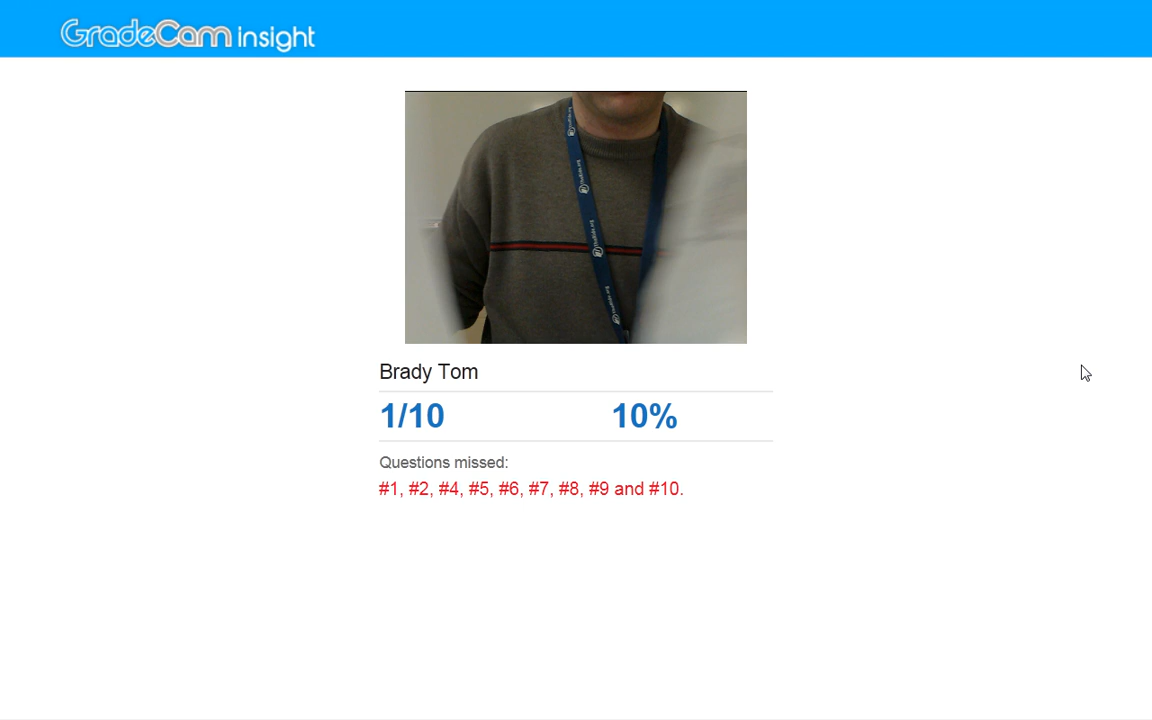 GradeCam insight
Brady Tom
1/10 10%
Questions missed:
#1, #2, #4, #5, #6, #7, #8, #9 and #10.